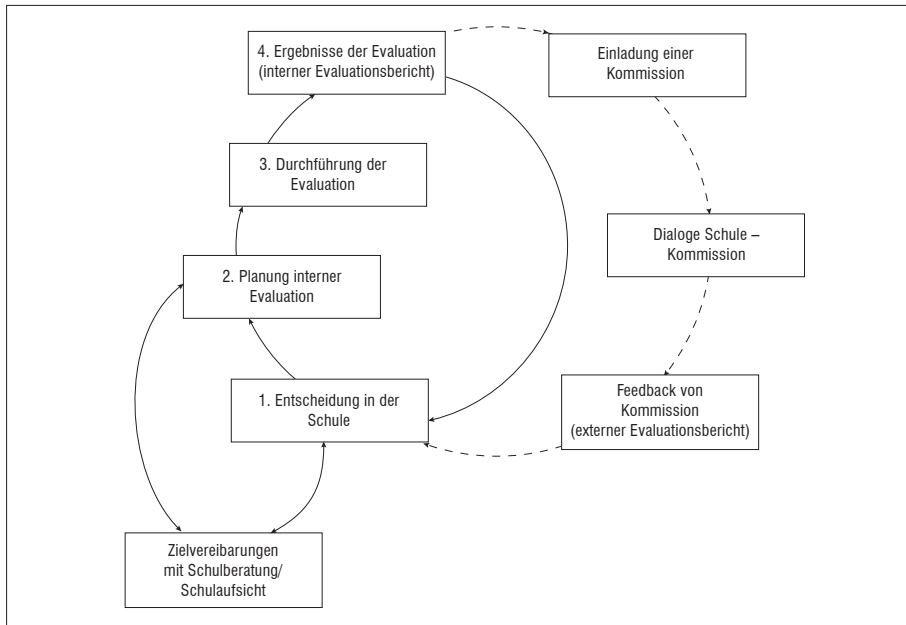 4. Ergebnisse der Evaluation
(interner Evaluationsbericht)
Einladung einer
Kommission
3. Durchführung der
Evaluation
Dialoge Schule –
Kommission
2. Planung interner
Evaluation
1. Entscheidung in der
Schule
Feedback von
Kommission
(externer Evaluationsbericht)
Zielvereibarungen
mit Schulberatung/
Schulaufsicht